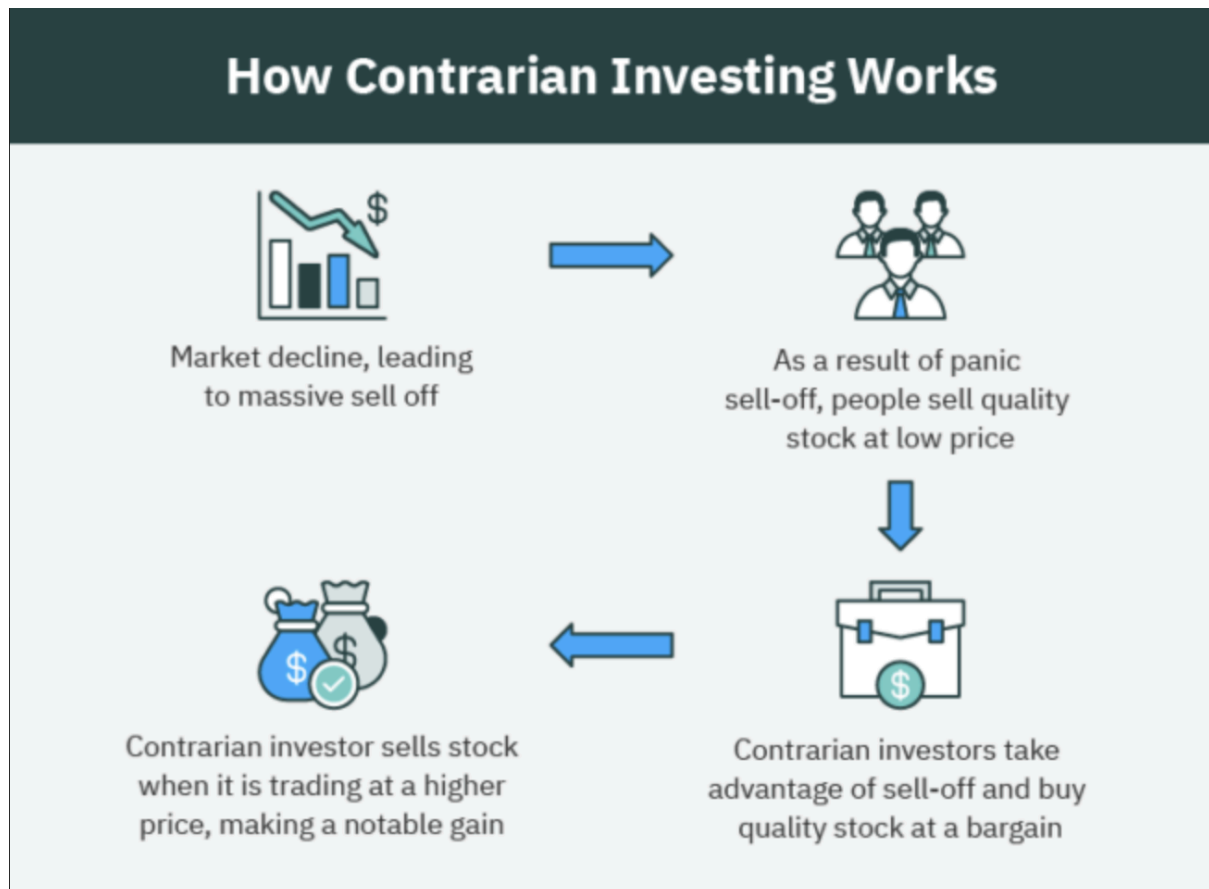 How Contrarian Investing Works
$
Market decline, leading
to massive sell off
As a result of panic
sell-off, people sell quality
stock at low price
$
Contrarian investors take
advantage of sell-off and buy
quality stock at a bargain
$
$
Contrarian investor sells stock
when it is trading at a higher
price, making a notable gain